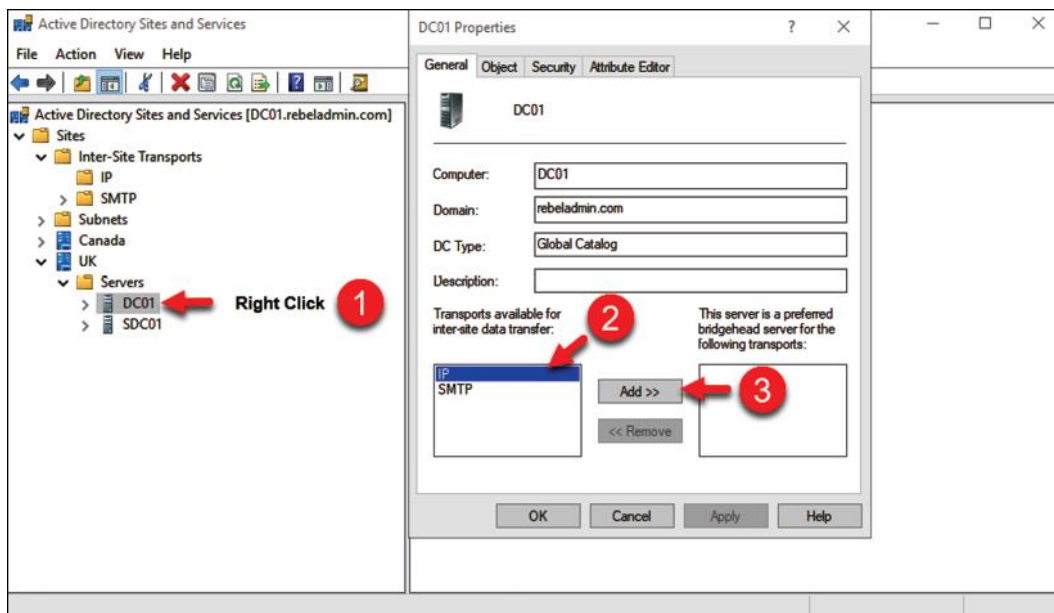 Active Directory Sites and Services
File Action View Help
Active Directory Sites and Services [DC01.rebeladmin.com]
Sites
Inter-Site Transports
IP
SMTP
Subnets
Canada
UK
Servers
DC01
SDC01
Right Click
1
DC01 Properties
General Object Security Attribute Editor
DC01
Computer: DC01
Domain: rebeladmin.com
DC Type: Global Catalog
Description:
Transports available for
inter-site data transfer:
2
This server is a preferred
bridgehead server for the
following transports:
IP
SMTP
Add >>
3
<< Remove
OK Cancel Apply Help